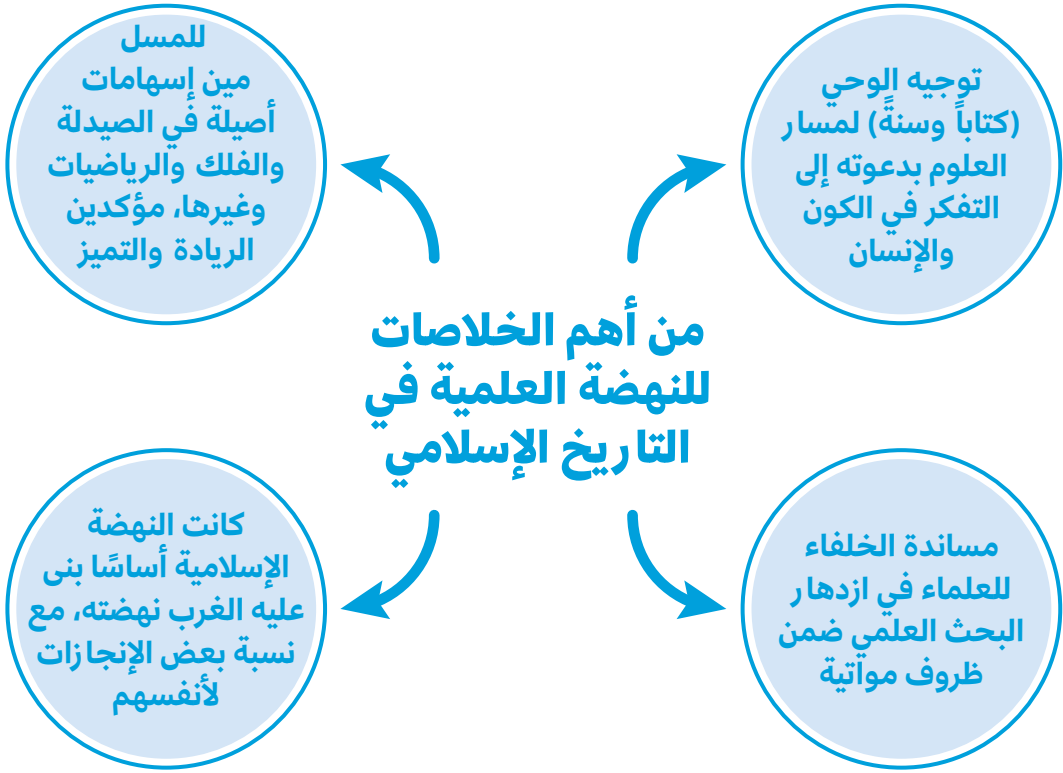 من أهم الخلاصات
للنهضة العلمية في
التاريخ الإسلامي
توجيه الوحي
(كتاباً وسنةً) لمسار
العلوم بدعوته إلى
التفكر في الكون
والإنسان
للمسل
مين إسهامات
أصيلة في الصيدلة
والفلك والرياضيات
وغيرها، مؤكدين
الريادة والتميز
مساندة الخلفاء
للعلماء في ازدهار
البحث العلمي ضمن
ظروف مواتية
كانت النهضة
الإسلامية أساسًا بنى
عليه الغرب نهضته، مع
نسبة بعض الإنجازات
لأنفسهم